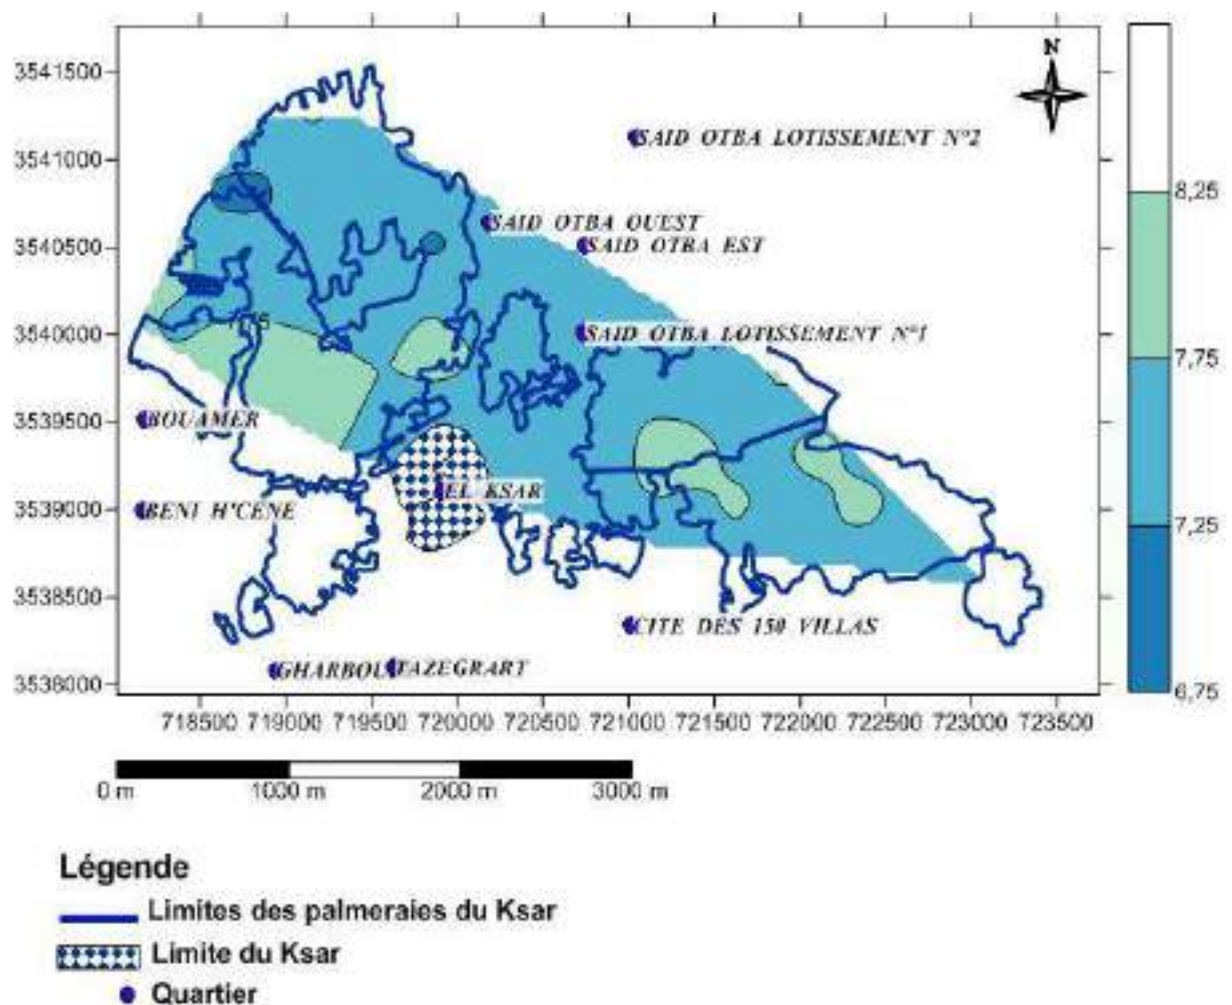 N
3541500
3541000
3540500
3540000
3539500
3539000
3538500
3538000
SAID OTBA LOTISSEMENT N°2
SAID OTBA OUEST
SAID OTBA EST
SAID OTBA LOTISSEMENT N°1
BOUAMER
EL KSAR
BENI H'CENE
CITE DES 150 VILLAS
GHARBOU
TAZEGRART
8,25
7,75
7,25
6,75
718500 719000 719500 720000 720500 721000 721500 722000 722500 723000 723500
0 m 1000 m 2000 m 3000 m
Légende
Limites des palmeraies du Ksar
Limite du Ksar
Quartier